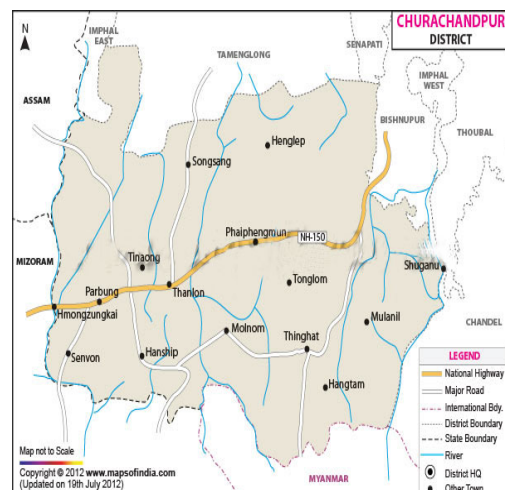 CHURACHANDPUR
DISTRICT
N
IMPHAL
EAST
TAMENGLONG
SENAPATI
IMPHAL
WEST
ASSAM
BISHNUPUR
THOUBAL
Henglep
Songsang
Phaiphengmun
NH-150
Tinaong
Shuganu
MIZORAM
Tonglom
Parbung
Thanlon
Hmongzungkai
Mulanil
CHANDEL
Molnom
Thinghat
Senvon
Hanship
Hangtam
LEGEND
National Highway
Major Road
International Bdy.
District Boundary
State Boundary
River
District HQ
Other Town
Map not to Scale
Copyright © 2012 www.mapsofindia.com
(Updated on 19th July 2012)
MYANMAR